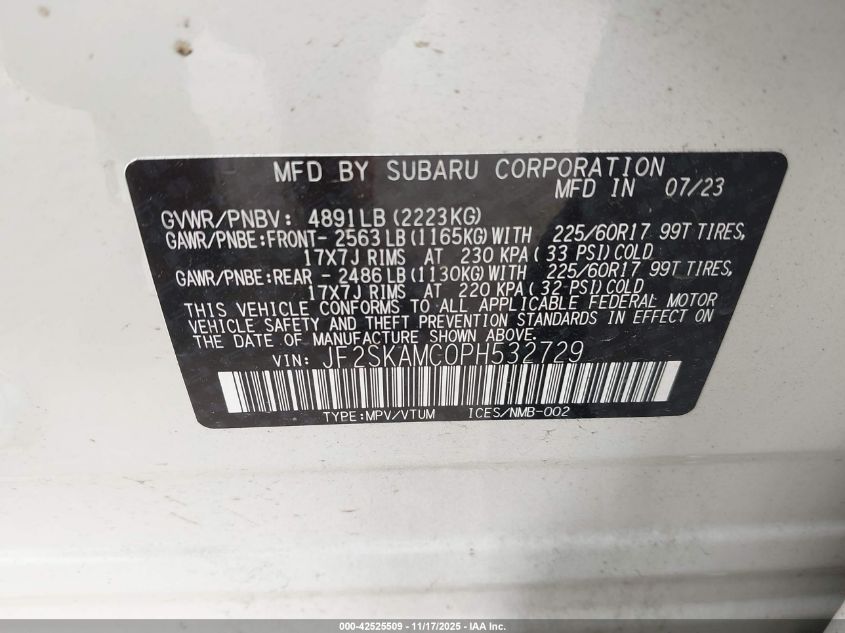 MFD BY SUBARU CORPORATION
MFD IN 07/23
GVWR/PNBV: 4891LB(2223KG)
GAWR/PNBE:FRONT- 2563LB(1165KG)WITH 225/60R17 99T TIRES,
17X7J RIMS AT 230 KPA( 33 PSI)COLD
GAWR/PNBE:REAR - 2486LB(1130KG)WITH 225/60R17 99T TIRES,
17X7J RIMS AT 220 KPA( 32 PSI)COLD
THIS VEHICLE CONFORMS TO ALL APPLICABLE FEDERAL MOTOR
VEHICLE SAFETY AND THEFT PREVENTION STANDARDS IN EFFECT ON
THE DATE OF MANUFACTURE SHOWN ABOVE.
VIN: JF2SKAMC0PH532729
TYPE:MPV/VTUM ICES/NMB-002
000-42525509 - 11/17/2025 - IAA Inc.